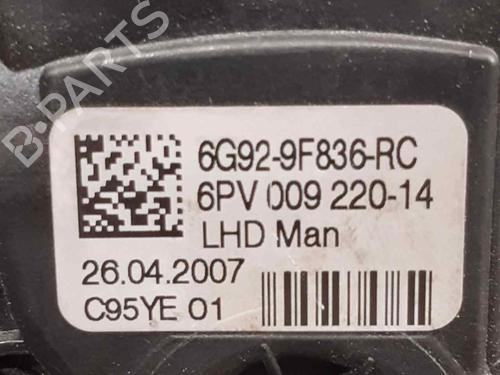 B-PARTS
6G92-9F836-RC
6PV 009 220-14
LHD Man
26.04.2007
C95YE 01